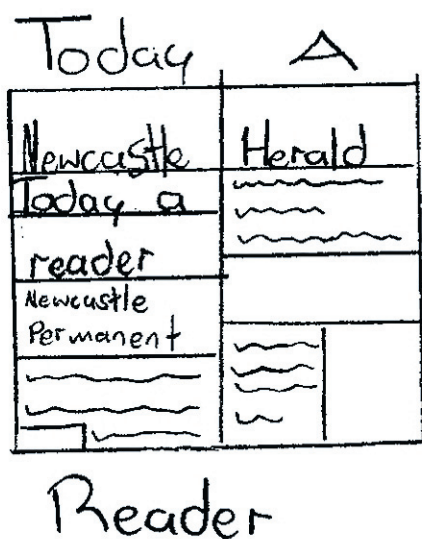 Today A
Newcastle Herald
Today a
reader
Newcastle
Permanent
Reader